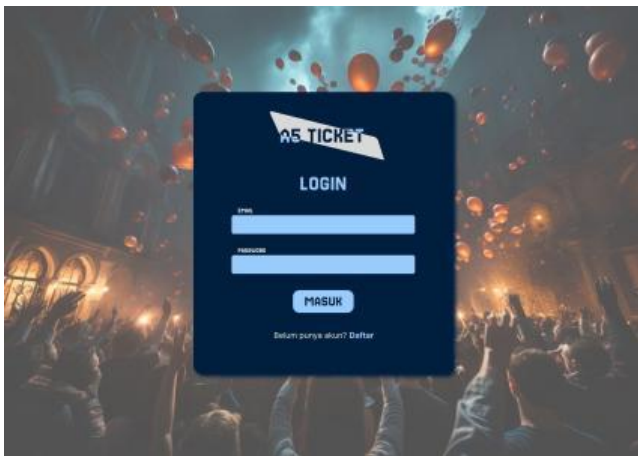 A5 TICKET
LOGIN
EMAIL
PASSWORD
MASUK
Belum punya akun? Daftar